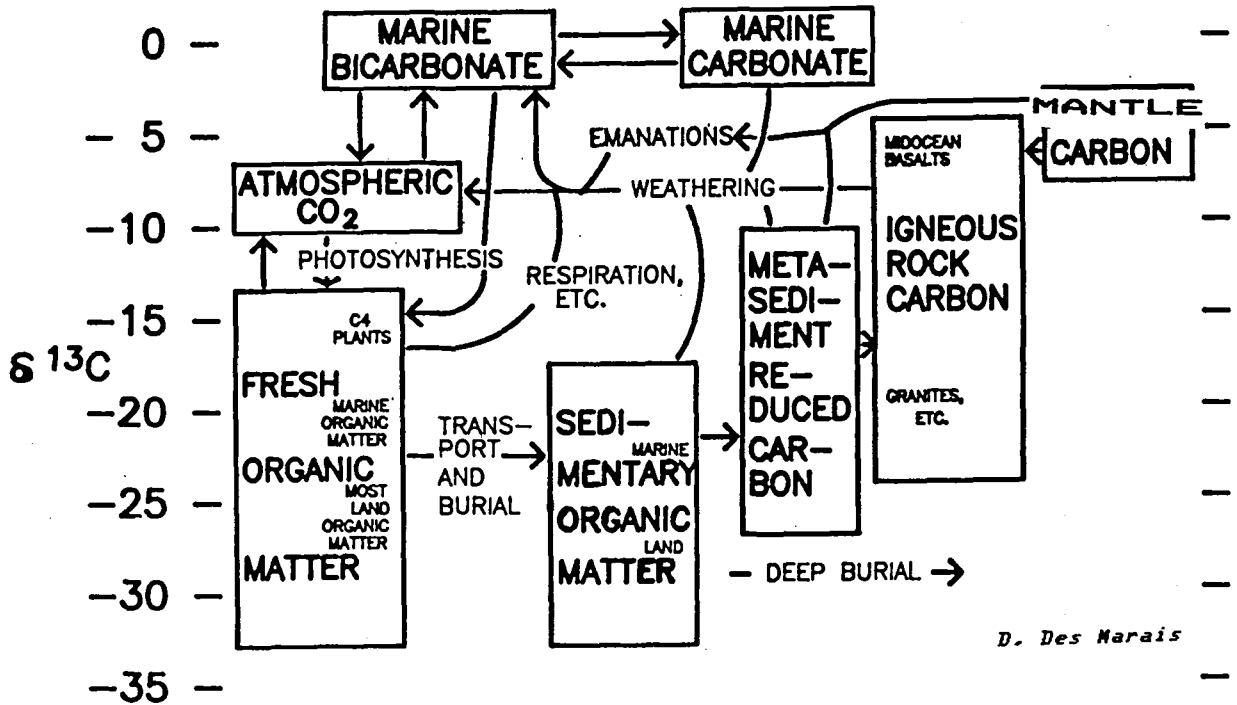 0 –
– 5 –
–10 –
–15 –
δ 13C
–20 –
–25 –
–30 –
–35 –
MARINE
BICARBONATE
MARINE
CARBONATE
MANTLE
CARBON
EMANATIONS
WEATHERING
ATMOSPHERIC
CO2
PHOTOSYNTHESIS
RESPIRATION,
ETC.
C4
PLANTS
FRESH
MARINE
ORGANIC
MATTER
ORGANIC
MOST
LAND
ORGANIC
MATTER
MATTER
TRANS–
PORT
AND
BURIAL
SEDI–
MARINE
MENTARY
ORGANIC
LAND
MATTER
META–
SEDI–
MENT
RE–
DUCED
CAR–
BON
MIDOCEAN
BASALTS
IGNEOUS
ROCK
CARBON
GRANITES,
ETC.
– DEEP BURIAL →
D. Des Marais